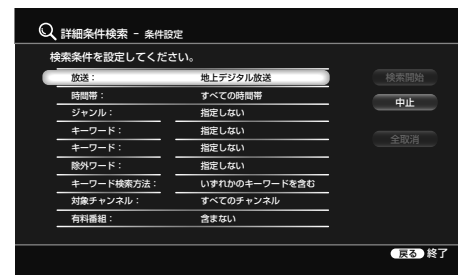 詳細条件検索 - 条件設定
検索条件を設定してください。
放送： 地上デジタル放送
時間帯： すべての時間帯
ジャンル： 指定しない
キーワード： 指定しない
キーワード： 指定しない
除外ワード： 指定しない
キーワード検索方法： いずれかのキーワードを含む
対象チャンネル： すべてのチャンネル
有料番組： 含まない
検索開始
中止
全取消
戻る 終了